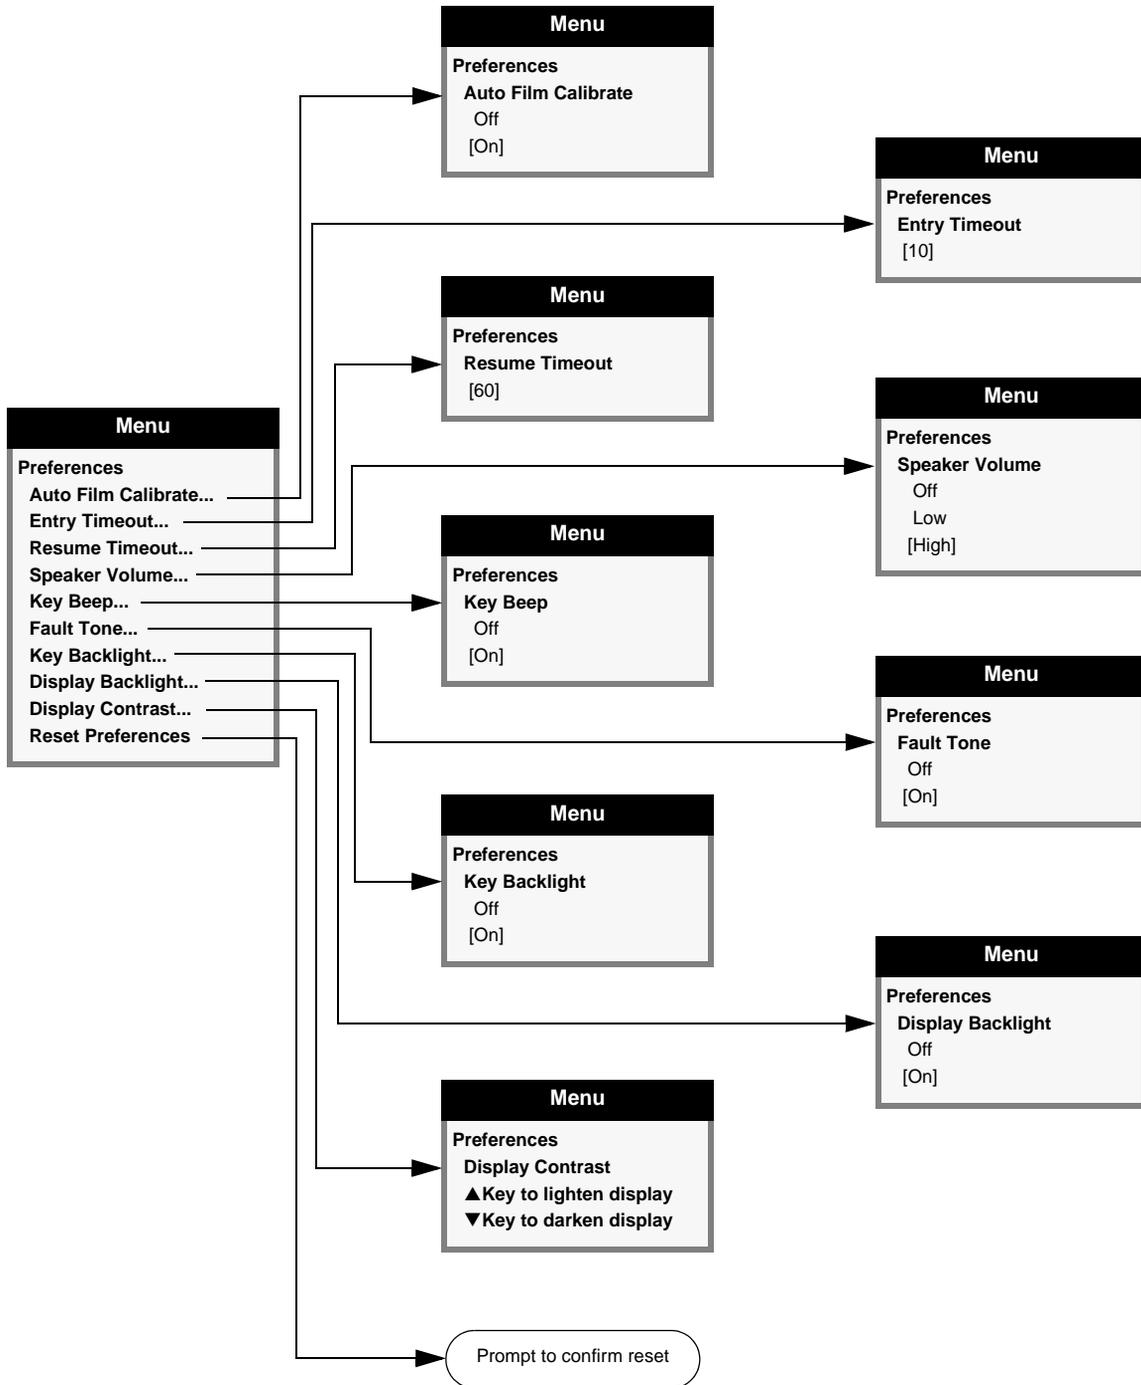 Menu
Preferences
Auto Film Calibrate
Off
[On]
Menu
Preferences
Entry Timeout
[10]
Menu
Preferences
Resume Timeout
[60]
Menu
Preferences
Speaker Volume
Off
Low
[High]
Menu
Preferences
Auto Film Calibrate...
Entry Timeout...
Resume Timeout...
Speaker Volume...
Key Beep...
Fault Tone...
Key Backlight...
Display Backlight...
Display Contrast...
Reset Preferences
Menu
Preferences
Key Beep
Off
[On]
Menu
Preferences
Fault Tone
Off
[On]
Menu
Preferences
Key Backlight
Off
[On]
Menu
Preferences
Display Backlight
Off
[On]
Menu
Preferences
Display Contrast
▲Key to lighten display
▼Key to darken display
Prompt to confirm reset